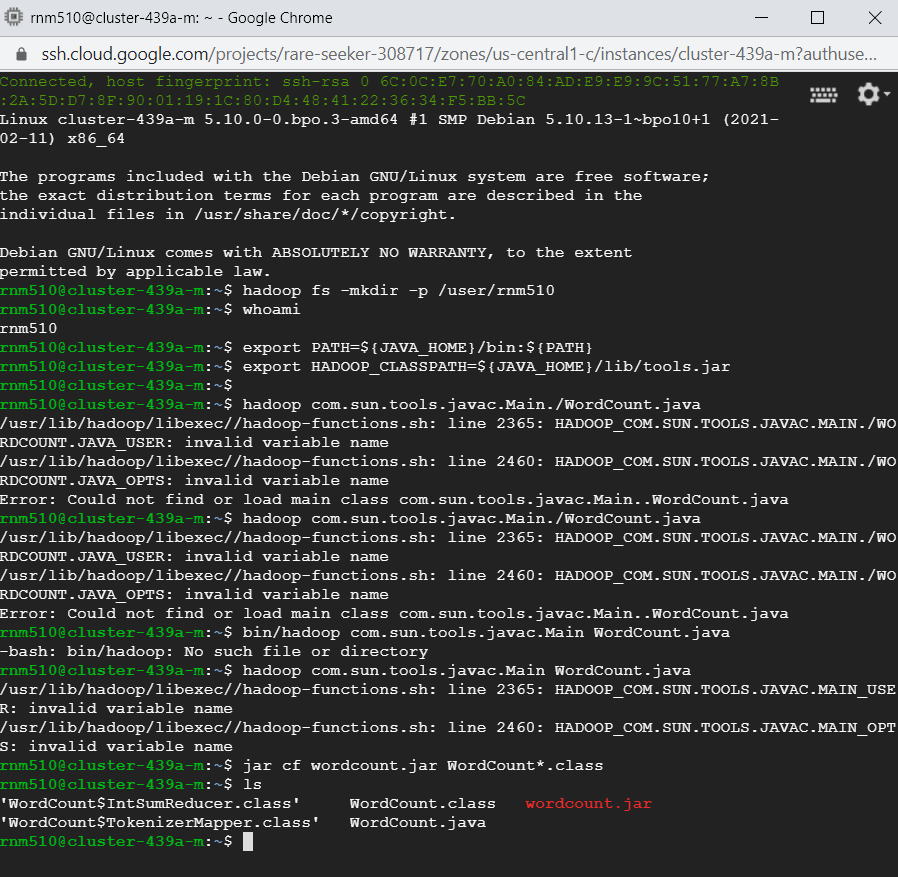 rnm510@cluster-439a-m: ~ - Google Chrome
ssh.cloud.google.com/projects/rare-seeker-308717/zones/us-central1-c/instances/cluster-439a-m?authuse...
Connected, host fingerprint: ssh-rsa 0 6C:0C:E7:70:A0:84:AD:E9:E9:9C:51:77:A7:8B
:2A:5D:D7:8F:90:01:19:1C:80:D4:48:41:22:36:34:F5:BB:5C
Linux cluster-439a-m 5.10.0-0.bpo.3-amd64 #1 SMP Debian 5.10.13-1~bpo10+1 (2021-
02-11) x86_64
The programs included with the Debian GNU/Linux system are free software;
the exact distribution terms for each program are described in the
individual files in /usr/share/doc/*/copyright.
Debian GNU/Linux comes with ABSOLUTELY NO WARRANTY, to the extent
permitted by applicable law.
rnm510@cluster-439a-m:~$ hadoop fs -mkdir -p /user/rnm510
rnm510@cluster-439a-m:~$ whoami
rnm510
rnm510@cluster-439a-m:~$ export PATH=${JAVA_HOME}/bin:${PATH}
rnm510@cluster-439a-m:~$ export HADOOP_CLASSPATH=${JAVA_HOME}/lib/tools.jar
rnm510@cluster-439a-m:~$
rnm510@cluster-439a-m:~$ hadoop com.sun.tools.javac.Main./WordCount.java
/usr/lib/hadoop/libexec//hadoop-functions.sh: line 2365: HADOOP_COM.SUN.TOOLS.JAVAC.MAIN./WO
RDCOUNT.JAVA_USER: invalid variable name
/usr/lib/hadoop/libexec//hadoop-functions.sh: line 2460: HADOOP_COM.SUN.TOOLS.JAVAC.MAIN./WO
RDCOUNT.JAVA_OPTS: invalid variable name
Error: Could not find or load main class com.sun.tools.javac.Main..WordCount.java
rnm510@cluster-439a-m:~$ hadoop com.sun.tools.javac.Main./WordCount.java
/usr/lib/hadoop/libexec//hadoop-functions.sh: line 2365: HADOOP_COM.SUN.TOOLS.JAVAC.MAIN./WO
RDCOUNT.JAVA_USER: invalid variable name
/usr/lib/hadoop/libexec//hadoop-functions.sh: line 2460: HADOOP_COM.SUN.TOOLS.JAVAC.MAIN./WO
RDCOUNT.JAVA_OPTS: invalid variable name
Error: Could not find or load main class com.sun.tools.javac.Main..WordCount.java
rnm510@cluster-439a-m:~$ bin/hadoop com.sun.tools.javac.Main WordCount.java
-bash: bin/hadoop: No such file or directory
rnm510@cluster-439a-m:~$ hadoop com.sun.tools.javac.Main WordCount.java
/usr/lib/hadoop/libexec//hadoop-functions.sh: line 2365: HADOOP_COM.SUN.TOOLS.JAVAC.MAIN_USE
R: invalid variable name
/usr/lib/hadoop/libexec//hadoop-functions.sh: line 2460: HADOOP_COM.SUN.TOOLS.JAVAC.MAIN_OPT
S: invalid variable name
rnm510@cluster-439a-m:~$ jar cf wordcount.jar WordCount*.class
rnm510@cluster-439a-m:~$ ls
'WordCount$IntSumReducer.class' WordCount.class wordcount.jar
'WordCount$TokenizerMapper.class' WordCount.java
rnm510@cluster-439a-m:~$